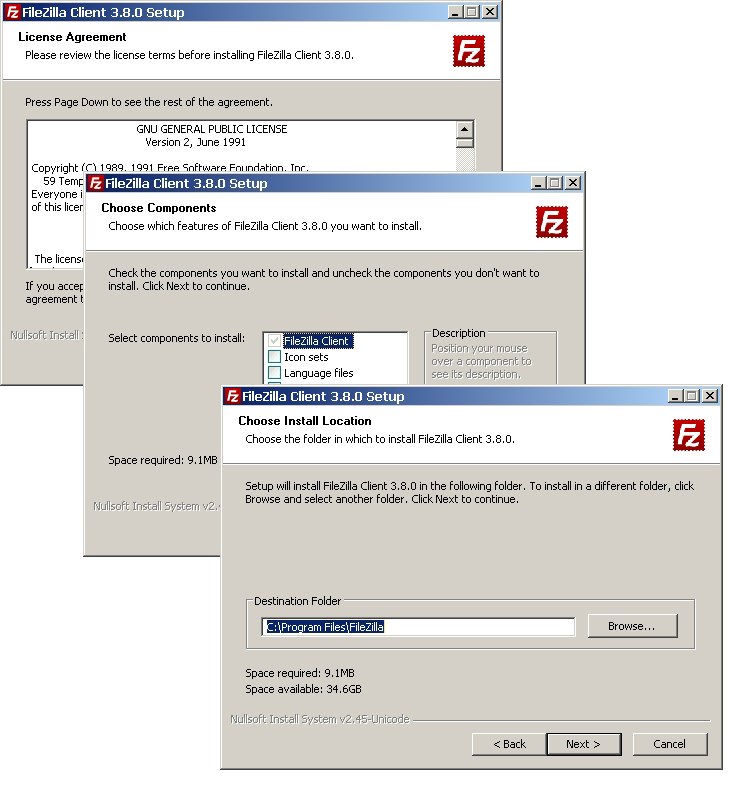 FileZilla Client 3.8.0 Setup
License Agreement
Please review the license terms before installing FileZilla Client 3.8.0.
Press Page Down to see the rest of the agreement.
GNU GENERAL PUBLIC LICENSE
Version 2, June 1991
Copyright (C) 1989, 1991 Free Software Foundation, Inc.
59 Temp
Everyone i
of this licen
The license
If you accep
agreement t
Nullsoft Install
FileZilla Client 3.8.0 Setup
Choose Components
Choose which features of FileZilla Client 3.8.0 you want to install.
Check the components you want to install and uncheck the components you don't want to
install. Click Next to continue.
Select components to install:
FileZilla Client
Icon sets
Language files
Description
Position your mouse
over a component to
see its description.
Space required: 9.1MB
Nullsoft Install System v2.
FileZilla Client 3.8.0 Setup
Choose Install Location
Choose the folder in which to install FileZilla Client 3.8.0.
Setup will install FileZilla Client 3.8.0 in the following folder. To install in a different folder, click
Browse and select another folder. Click Next to continue.
Destination Folder
C:\Program Files\FileZilla
Browse...
Space required: 9.1MB
Space available: 34.6GB
Nullsoft Install System v2.45-Unicode
< Back
Next >
Cancel